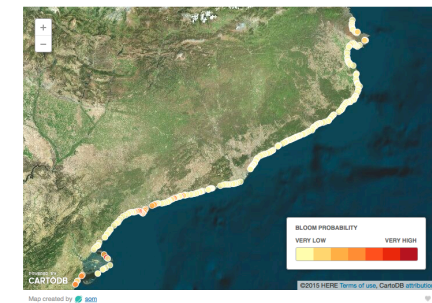 +
−
BLOOM PROBABILITY
VERY LOW VERY HIGH
POWERED BY
CARTODB
©2015 HERE Terms of use, CartoDB attribution
Map created by som